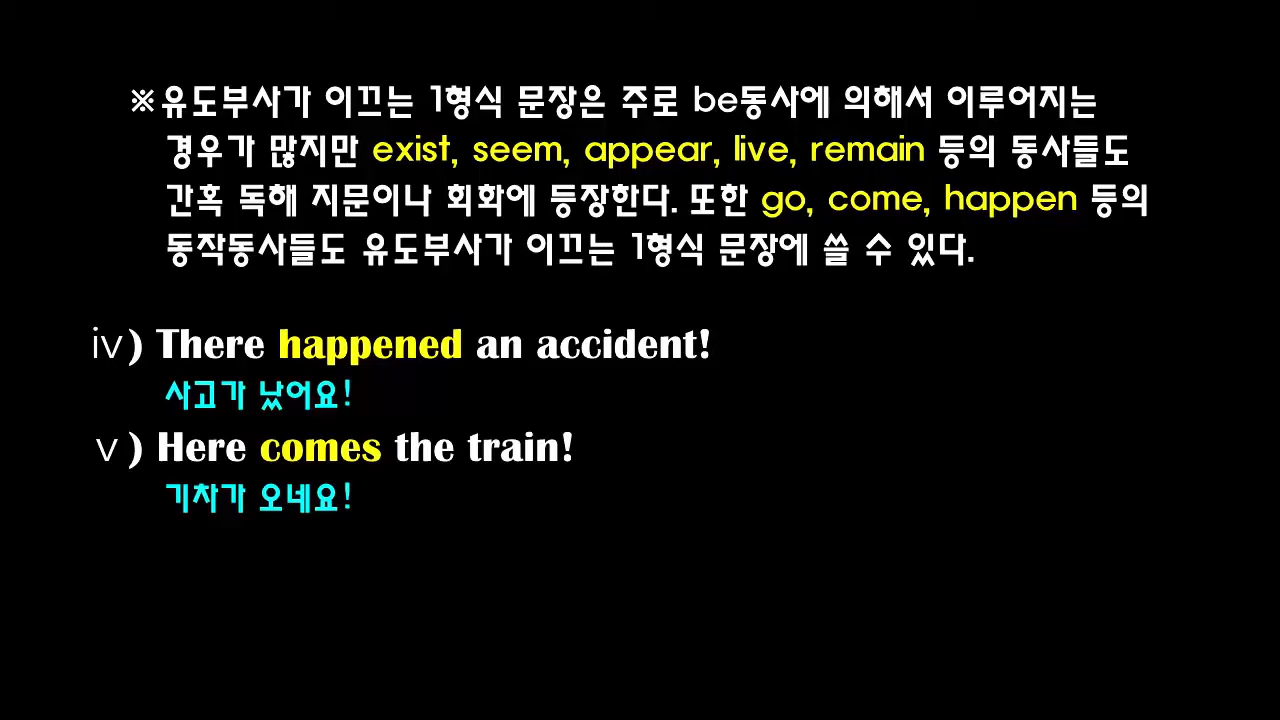 ※유도부사가 이끄는 1형식 문장은 주로 be동사에 의해서 이루어지는
경우가 많지만 exist, seem, appear, live, remain 등의 동사들도
간혹 독해 지문이나 회화에 등장한다. 또한 go, come, happen 등의
동작동사들도 유도부사가 이끄는 1형식 문장에 쓸 수 있다.
ⅳ) There happened an accident!
사고가 났어요!
ⅴ) Here comes the train!
기차가 오네요!